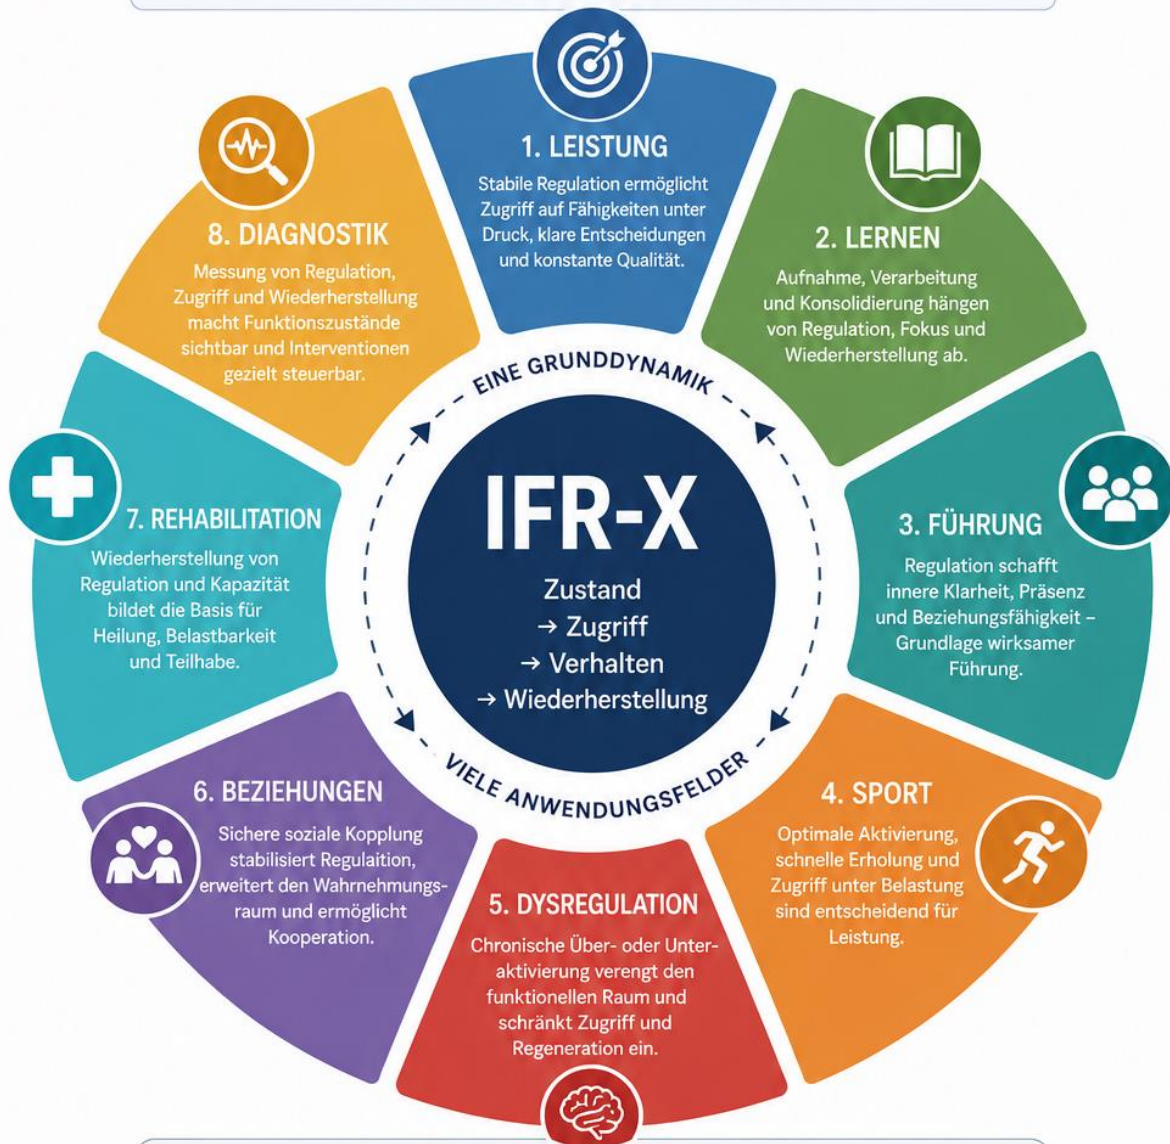 1. LEISTUNG
Stabile Regulation ermöglicht
Zugriff auf Fähigkeiten unter
Druck, klare Entscheidungen
und konstante Qualität.
2. LERNEN
Aufnahme, Verarbeitung
und Konsolidierung hängen
von Regulation, Fokus und
Wiederherstellung ab.
3. FÜHRUNG
Regulation schafft
innere Klarheit, Präsenz
und Beziehungsfähigkeit –
Grundlage wirksamer
Führung.
4. SPORT
Optimale Aktivierung,
schnelle Erholung und
Zugriff unter Belastung
sind entscheidend für
Leistung.
5. DYSREGULATION
Chronische Über- oder Unter-
aktivierung verengt den
funktionellen Raum und
schränkt Zugriff und
Regeneration ein.
6. BEZIEHUNGEN
Sichere soziale Kopplung
stabilisiert Regulaition,
erweitert den Wahrnehmungs-
raum und ermöglicht
Kooperation.
7. REHABILITATION
Wiederherstellung von
Regulation und Kapazität
bildet die Basis für
Heilung, Belastbarkeit
und Teilhabe.
8. DIAGNOSTIK
Messung von Regulation,
Zugriff und Wiederherstellung
macht Funktionszustände
sichtbar und Interventionen
gezielt steuerbar.
EINE GRUNDDYNAMIK
IFR-X
Zustand
→ Zugriff
→ Verhalten
→ Wiederherstellung
VIELE ANWENDUNGSFELDER